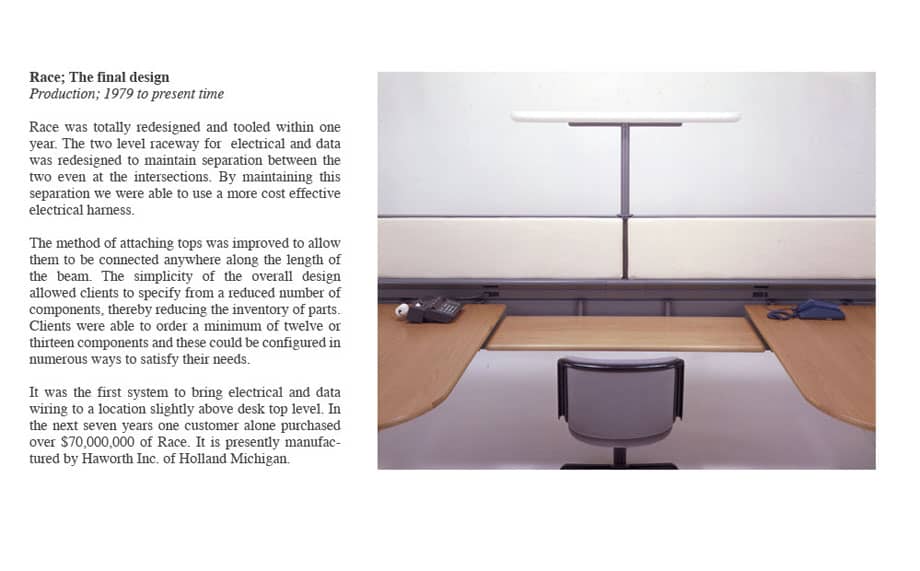 Race; The final design
Production; 1979 to present time
Race was totally redesigned and tooled within one
year. The two level raceway for electrical and data
was redesigned to maintain separation between the
two even at the intersections. By maintaining this
separation we were able to use a more cost effective
electrical harness.
The method of attaching tops was improved to allow
them to be connected anywhere along the length of
the beam. The simplicity of the overall design
allowed clients to specify from a reduced number of
components, thereby reducing the inventory of parts.
Clients were able to order a minimum of twelve or
thirteen components and these could be configured in
numerous ways to satisfy their needs.
It was the first system to bring electrical and data
wiring to a location slightly above desk top level. In
the next seven years one customer alone purchased
over $70,000,000 of Race. It is presently manufac-
tured by Haworth Inc. of Holland Michigan.